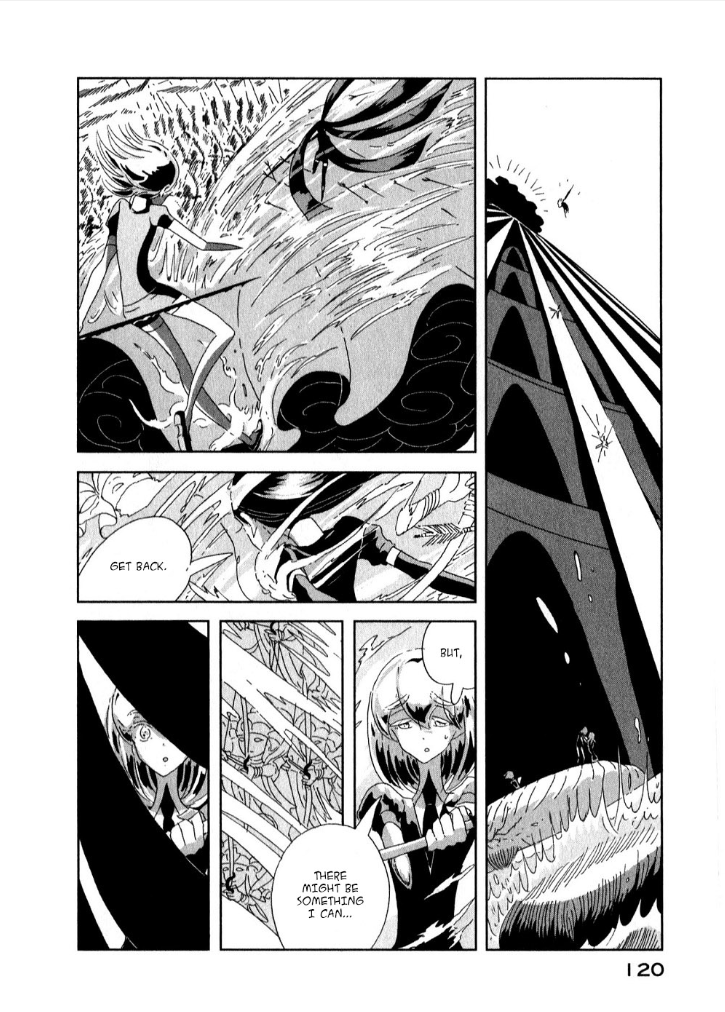 GET BACK.
BUT,
THERE
MIGHT BE
SOMETHING
I CAN...
120